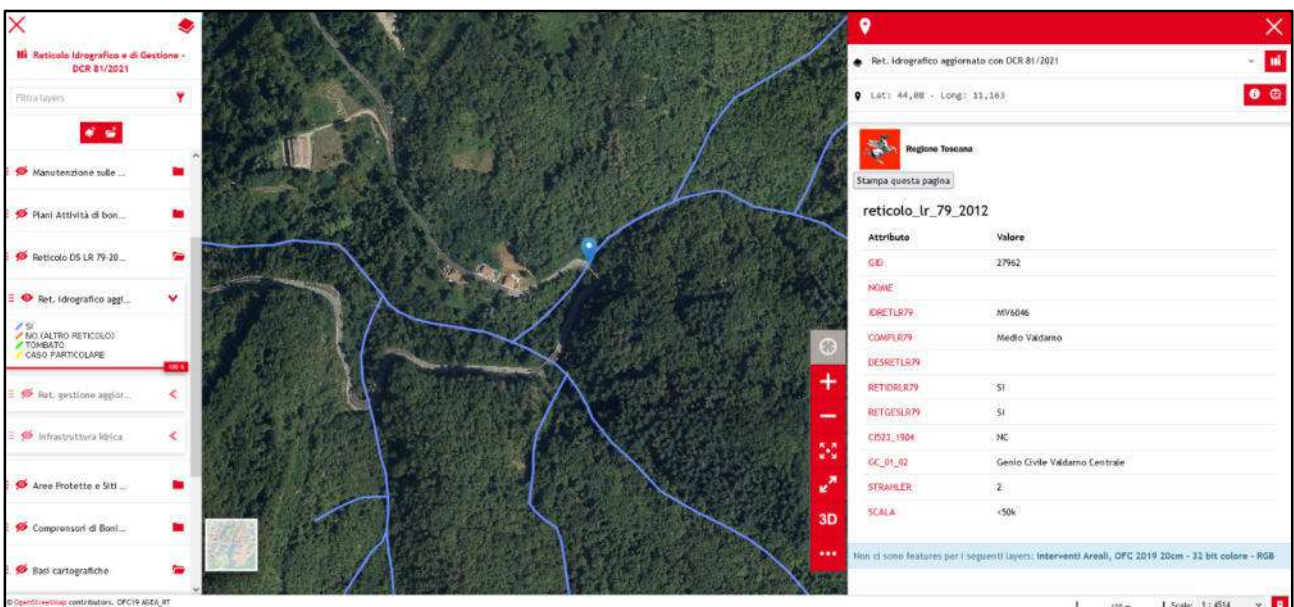 Reticolo Idrografico e di Gestione -
DCR 81/2021
Filtra layers
Manutenzione sulle ...
Piani Attività di bon...
Reticolo DS LR 79-20...
Ret. idrografico aggi...
SI
NO (ALTRO RETICOLO)
TOMBATO
CASO PARTICOLARE
100 %
Ret. gestione aggior...
Infrastruttura Idrica
Aree Protette e Siti ...
Comprensori di Boni...
Basi cartografiche
© OpenStreetMap contributors. OFC19 AGEA_RT
3D
Ret. idrografico aggiornato con DCR 81/2021
Lat: 44,08 - Long: 11,163
Regione Toscana
Stampa questa pagina
reticolo_lr_79_2012
Attributo Valore
GID 27962
NOME
IDRETLR79 MV6046
COMPLR79 Medio Valdarno
DESRETLR79
RETIDRLR79 SI
RETGESLR79 SI
CI523_1904 NC
GC_01_02 Genio Civile Valdarno Centrale
STRAHLER 2
SCALA <50k
Non ci sono features per i seguenti layers: Interventi Areali, OFC 2019 20cm - 32 bit colore - RGB
100 m Scale: 1 : 4514